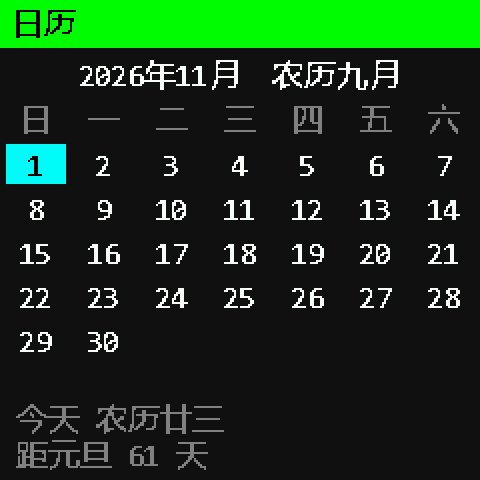 日历
2026年11月 农历九月
日 一 二 三 四 五 六
1 2 3 4 5 6 7
8 9 10 11 12 13 14
15 16 17 18 19 20 21
22 23 24 25 26 27 28
29 30
今天 农历廿三
距元旦 61 天